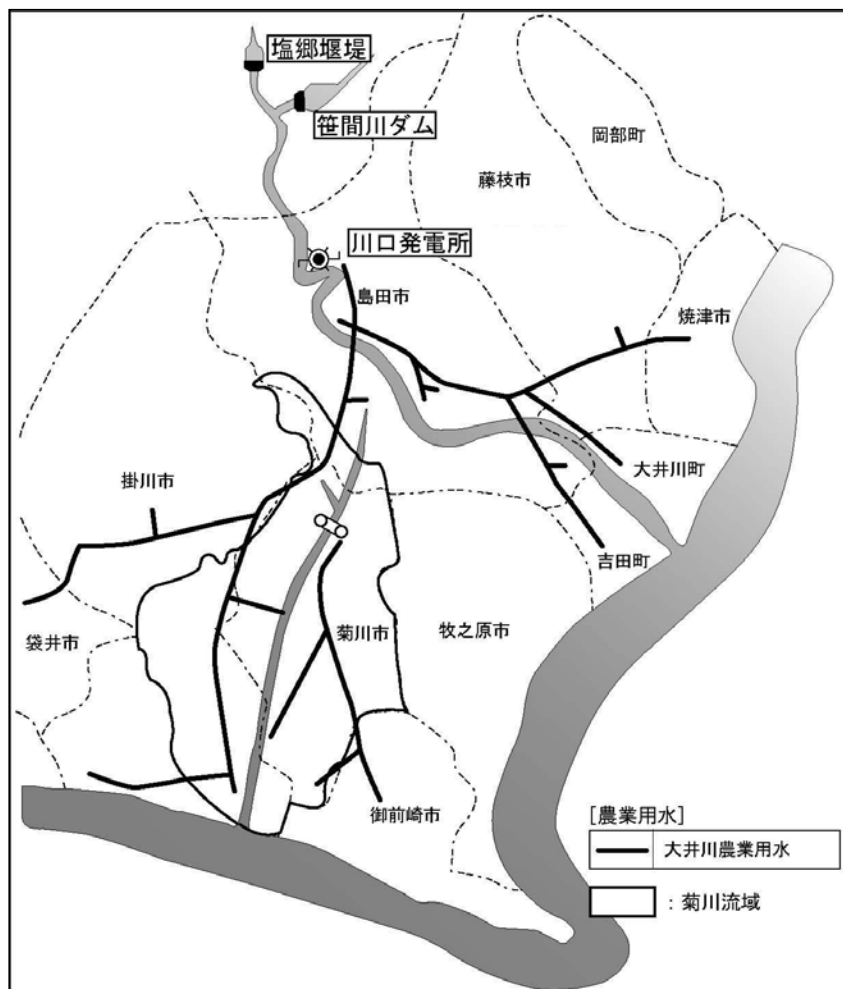 塩郷堰堤
笹間川ダム
岡部町
藤枝市
川口発電所
島田市
焼津市
掛川市
大井川町
吉田町
袋井市
菊川市
牧之原市
御前崎市
[農業用水]
大井川農業用水
：菊川流域